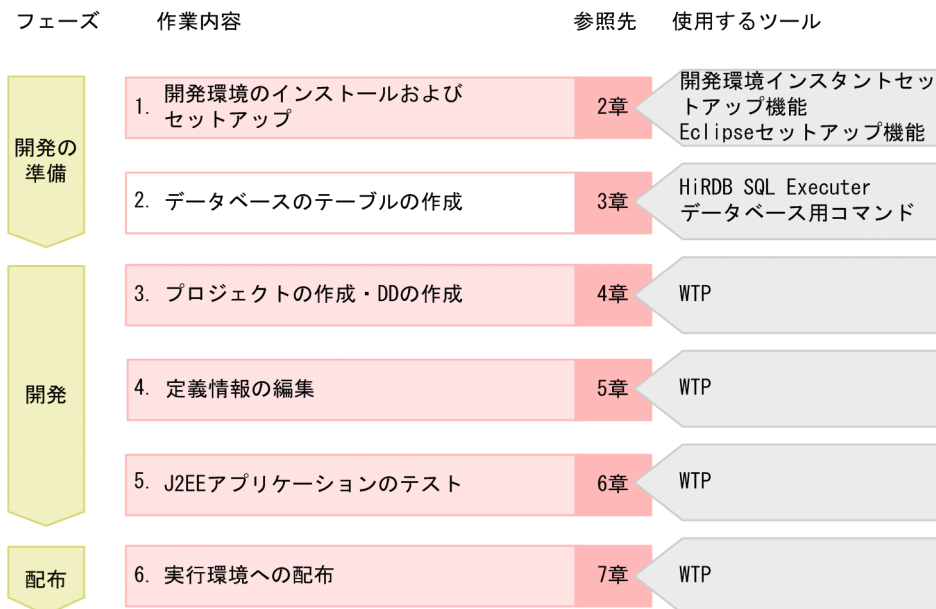 フェーズ 作業内容 参照先 使用するツール
開発の
準備
1. 開発環境のインストールおよび
セットアップ
2章
開発環境インスタントセッ
トアップ機能
Eclipseセットアップ機能
2. データベースのテーブルの作成
3章
HiRDB SQL Executer
データベース用コマンド
開発
3. プロジェクトの作成・DDの作成
4章
WTP
4. 定義情報の編集
5章
WTP
5. J2EEアプリケーションのテスト
6章
WTP
配布
6. 実行環境への配布
7章
WTP